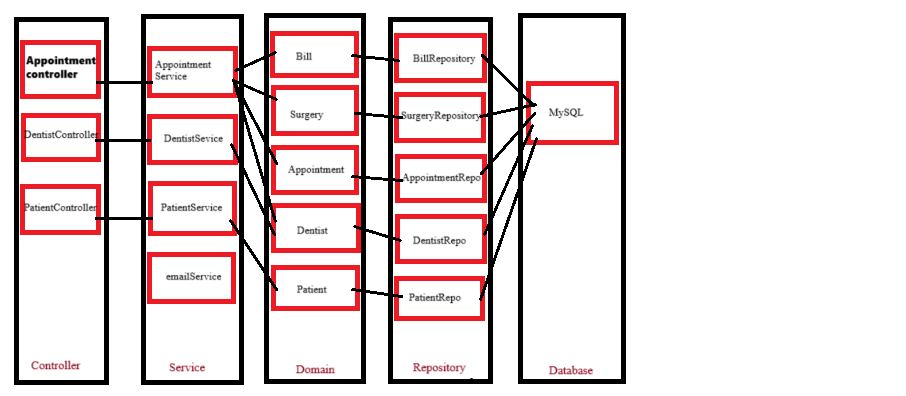 Appointment
controller
DentistController
PatientController
Controller
Appointment
Service
DentistSevice
PatientService
emailService
Service
Bill
Surgery
Appointment
Dentist
Patient
Domain
BillRepository
SurgeryRepository
AppointmentRepo
DentistRepo
PatientRepo
Repository
MySQL
Database